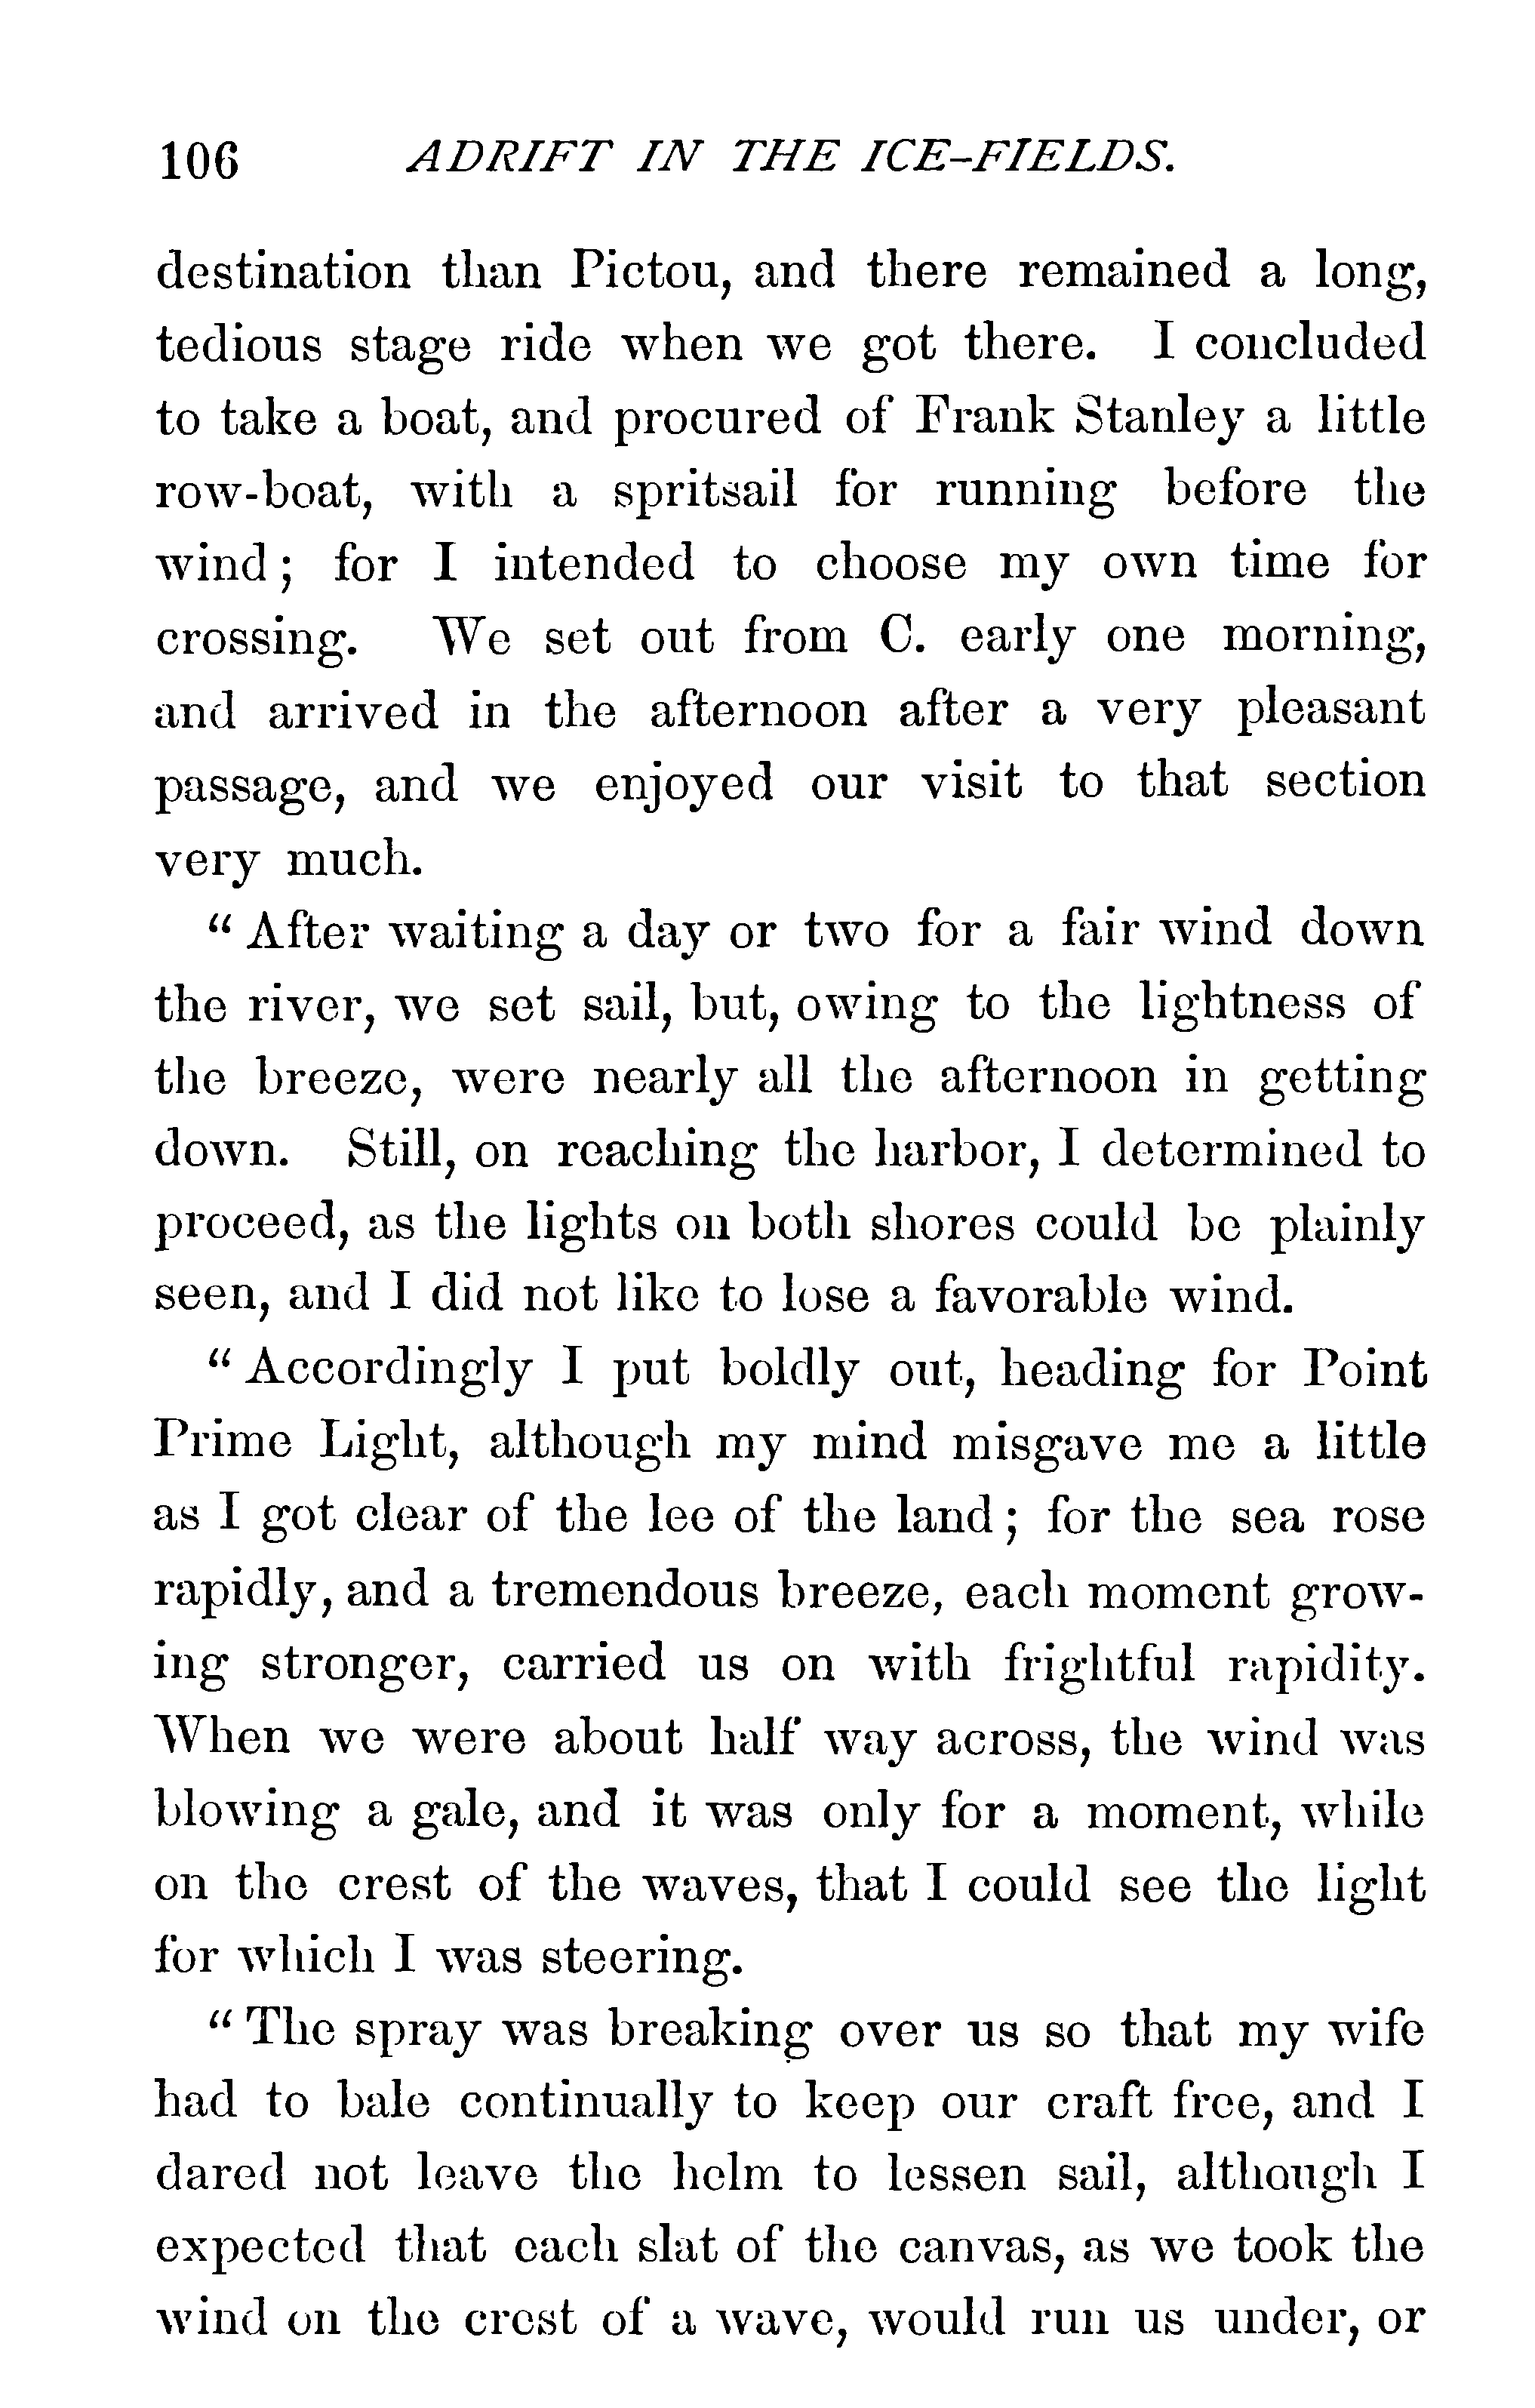 106 ADRIFT IN THE ICE-FIELDS.
destination than Pictou, and there remained a long,
tedious stage ride when we got there. I concluded
to take a boat, and procured of Frank Stanley a little
row-boat, with a spritsail for running before the
wind; for I intended to choose my own time for
crossing. We set out from C. early one morning,
and arrived in the afternoon after a very pleasant
passage, and we enjoyed our visit to that section
very much.
“After waiting a day or two for a fair wind down
the river, we set sail, but, owing to the lightness of
the breeze, were nearly all the afternoon in getting
down. Still, on reaching the harbor, I determined to
proceed, as the lights on both shores could be plainly
seen, and I did not like to lose a favorable wind.
“Accordingly I put boldly out, heading for Point
Prime Light, although my mind misgave me a little
as I got clear of the lee of the land; for the sea rose
rapidly, and a tremendous breeze, each moment grow-
ing stronger, carried us on with frightful rapidity.
When we were about half way across, the wind was
blowing a gale, and it was only for a moment, while
on the crest of the waves, that I could see the light
for which I was steering.
“The spray was breaking over us so that my wife
had to bale continually to keep our craft free, and I
dared not leave the helm to lessen sail, although I
expected that each slat of the canvas, as we took the
wind on the crest of a wave, would run us under, or